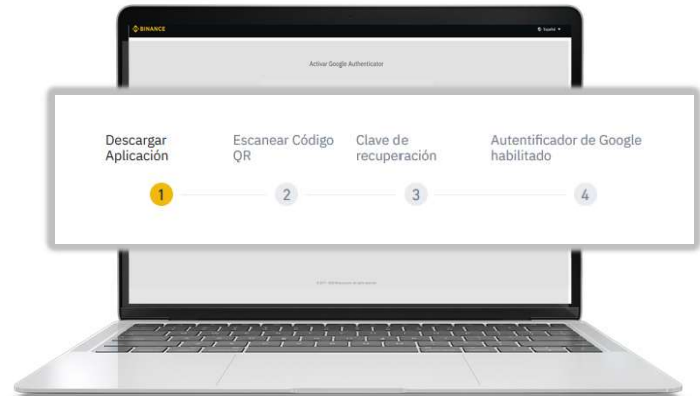 BINANCE
Español
Activar Google Authenticator
Descargar
Aplicación
Escanear Código
QR
Clave de
recuperación
Autentificador de Google
habilitado
1
2
3
4